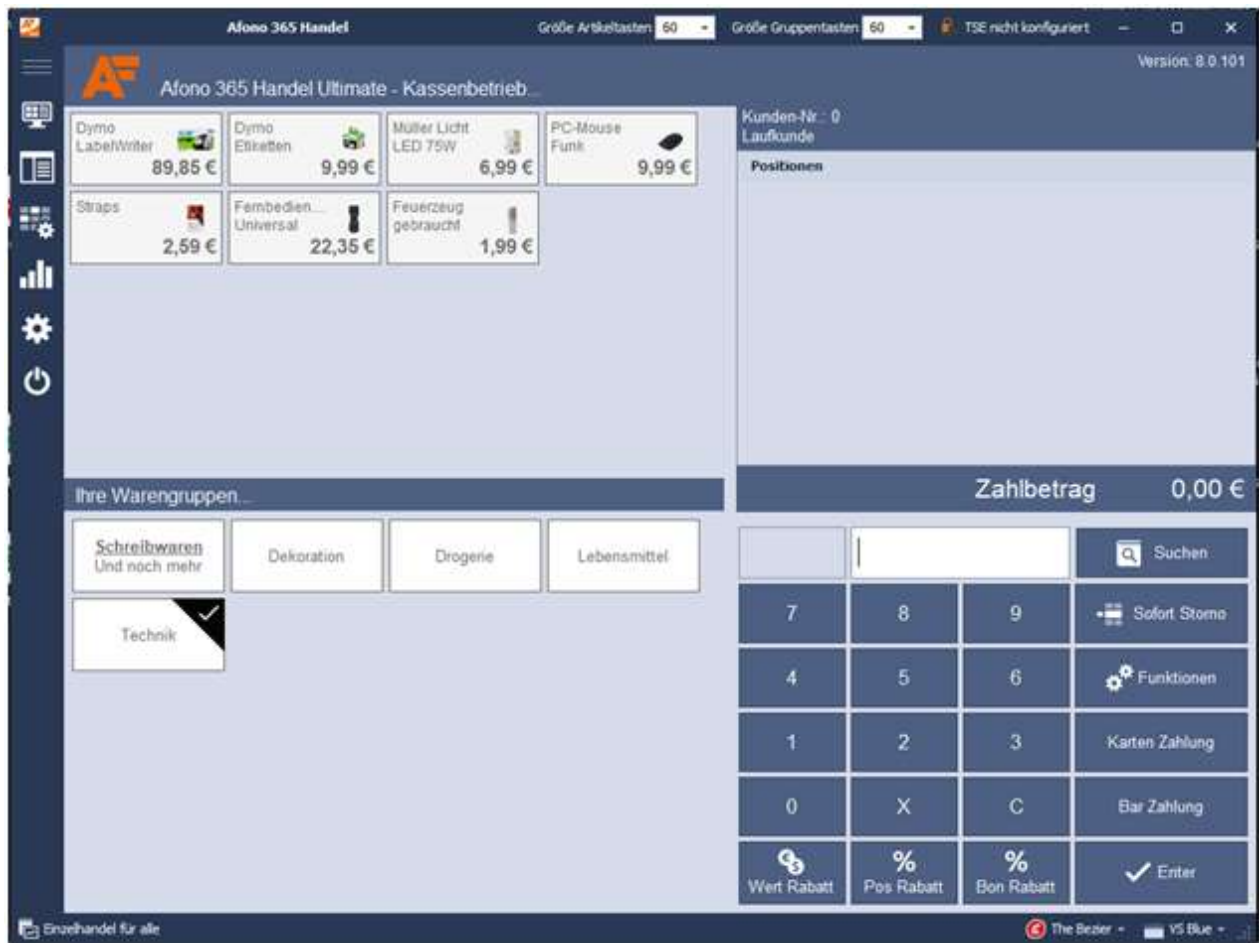 Afono 365 Handel
Größe Artikeltasten 60
Größe Gruppentasten 60
TSE nicht konfiguriert
AF
Afono 365 Handel Ultimate - Kassenbetrieb...
Version: 8.0.101
Dymo
LabelWriter
89,85 €
Dymo
Etiketten
9,99 €
Müller Licht
LED 75W
6,99 €
PC-Mouse
Funk
9,99 €
Straps
2,59 €
Fernbedien...
Universal
22,35 €
Feuerzeug
gebraucht
1,99 €
Kunden-Nr.: 0
Laufkunde
Positionen
Zahlbetrag 0,00 €
Ihre Warengruppen...
Schreibwaren
Und noch mehr
Dekoration
Drogerie
Lebensmittel
Technik
Suchen
7 8 9 Sofort Storno
4 5 6 Funktionen
1 2 3 Karten Zahlung
0 X C Bar Zahlung
Wert Rabatt
% Pos Rabatt
% Bon Rabatt
Enter
Einzelhandel für alle
The Bezier
VS Blue